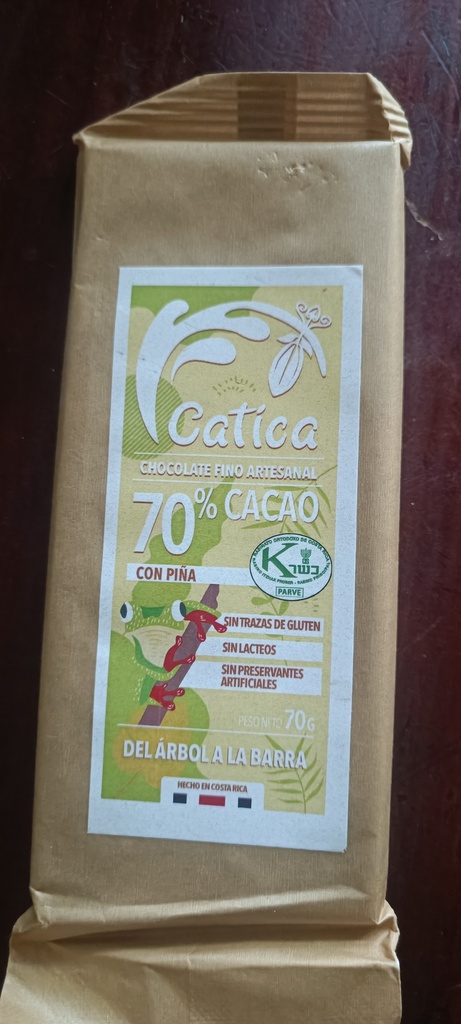 Catica
CHOCOLATE FINO ARTESANAL
70% CACAO
CON PIÑA
K כשר
PARVE
SIN TRAZAS DE GLUTEN
SIN LACTEOS
SIN PRESERVANTES
ARTIFICIALES
PESO NETO 70G
DEL ÁRBOL A LA BARRA
HECHO EN COSTA RICA